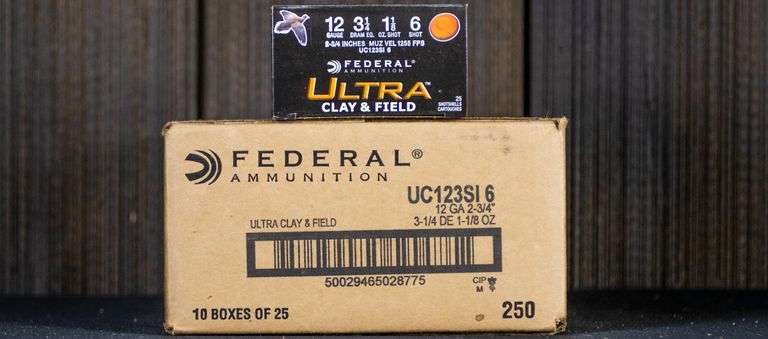 12 3¼ 1⅛ 6
GAUGE DRAM EQ. OZ. SHOT SHOT
2-3/4 INCHES MUZ VEL 1255 FPS
UC123SI 6
FEDERAL®
AMMUNITION
ULTRA™
CLAY & FIELD
25
SHOTSHELLS
CARTOUCHES
FEDERAL®
AMMUNITION
UC123SI 6
12 GA 2-3/4"
ULTRA CLAY & FIELD 3-1/4 DE 1-1/8 OZ
50029465028775
CIP
M
10 BOXES OF 25 250